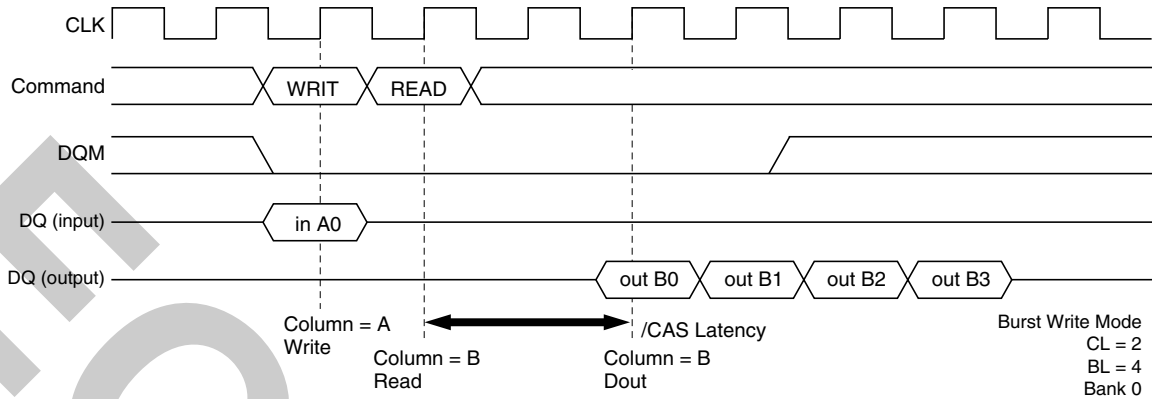 CLK
Command
WRIT
READ
DQM
DQ (input)
in A0
DQ (output)
out B0
out B1
out B2
out B3
Column = A
Write
/CAS Latency
Column = B
Read
Column = B
Dout
Burst Write Mode
CL = 2
BL = 4
Bank 0